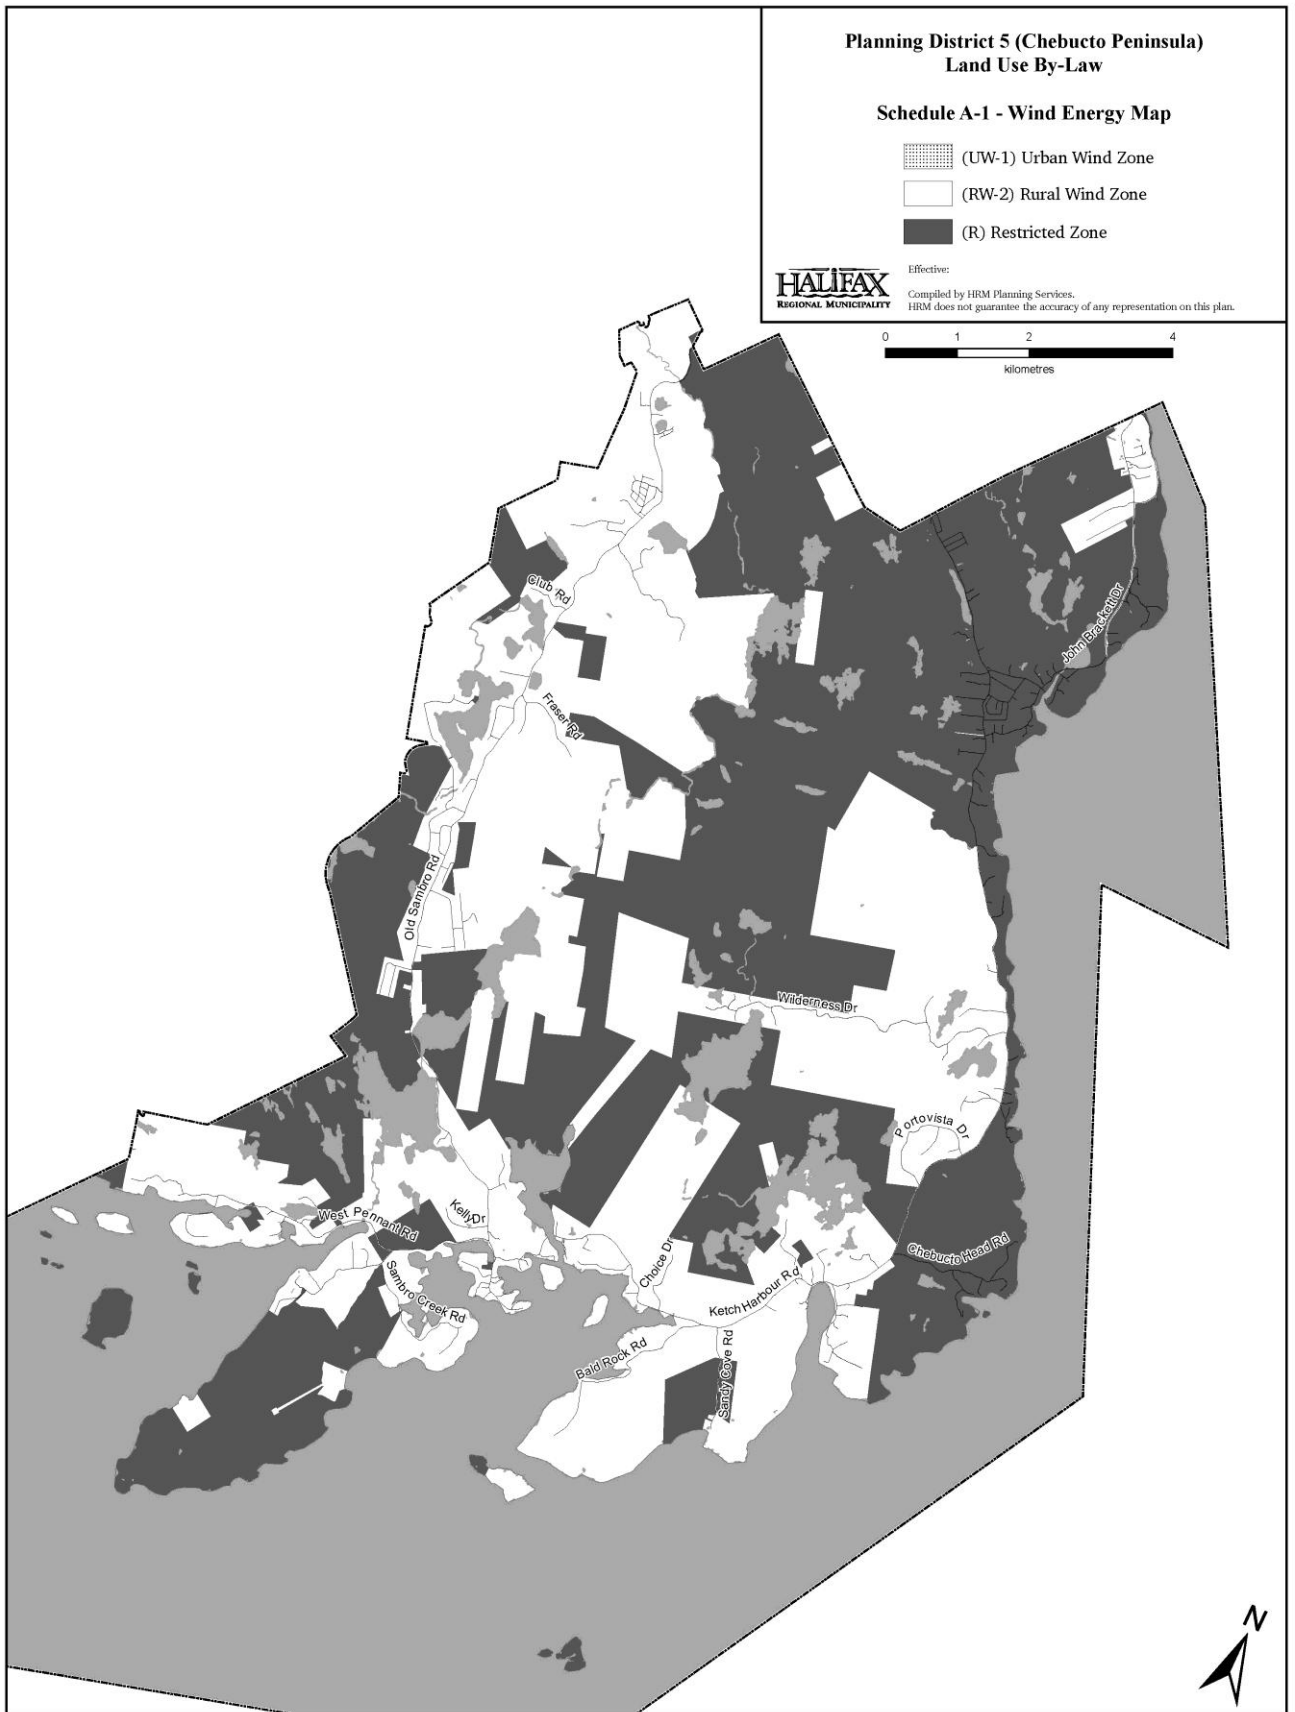 Planning District 5 (Chebucto Peninsula)
Land Use By-Law
Schedule A-1 - Wind Energy Map
(UW-1) Urban Wind Zone
(RW-2) Rural Wind Zone
(R) Restricted Zone
HALIFAX
REGIONAL MUNICIPALITY
Effective:
Compiled by HRM Planning Services.
HRM does not guarantee the accuracy of any representation on this plan.
0 1 2 4
kilometres
Club Rd
John Brackett Dr
Fraser Rd
Old Sambro Rd
Wilderness Dr
Portovista Dr
West Pennant Rd
Kelly Dr
Chebucto Head Rd
Choice Dr
Sambro Creek Rd
Ketch Harbour Rd
Bald Rock Rd
Sandy Cove Rd
N